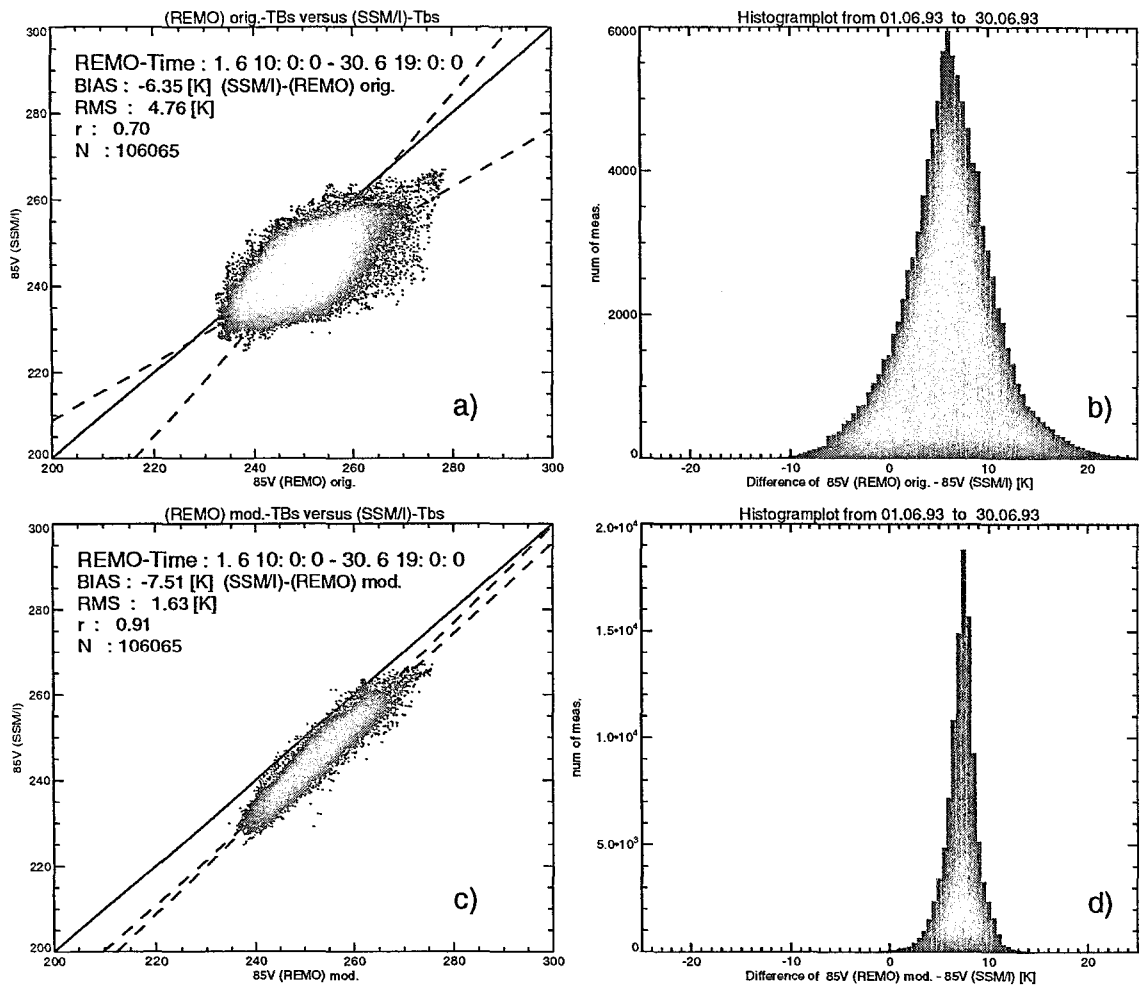 (REMO) orig.-TBs versus (SSM/I)-Tbs
REMO-Time : 1. 6 10: 0: 0 - 30. 6 19: 0: 0
BIAS : -6.35 [K] (SSM/I)-(REMO) orig.
RMS : 4.76 [K]
r : 0.70
N : 106065
300
280
260
240
220
200
85V (SSM/I)
a)
200 220 240 260 280 300
85V (REMO) orig.
Histogramplot from 01.06.93 to 30.06.93
6000
4000
2000
0
num of meas.
b)
-20 -10 0 10 20
Difference of 85V (REMO) orig. - 85V (SSM/I) [K]
(REMO) mod.-TBs versus (SSM/I)-Tbs
REMO-Time : 1. 6 10: 0: 0 - 30. 6 19: 0: 0
BIAS : -7.51 [K] (SSM/I)-(REMO) mod.
RMS : 1.63 [K]
r : 0.91
N : 106065
300
280
260
240
220
200
85V (SSM/I)
c)
200 220 240 260 280 300
85V (REMO) mod.
Histogramplot from 01.06.93 to 30.06.93
2.0•10⁴
1.5•10⁴
1.0•10⁴
5.0•10³
0
num of meas.
d)
-20 -10 0 10 20
Difference of 85V (REMO) mod. - 85V (SSM/I) [K]